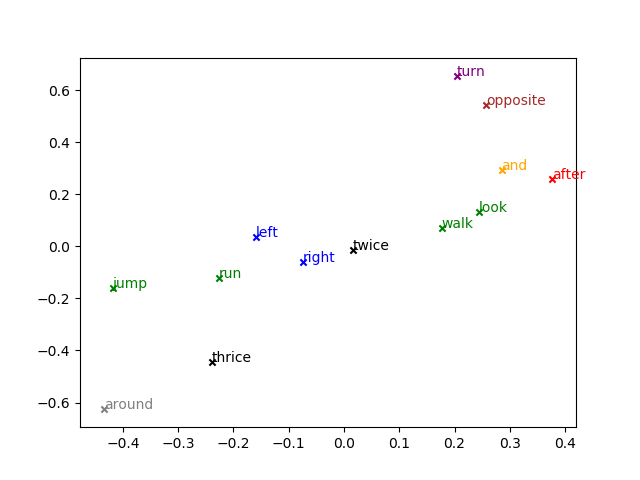 turn
0.6
opposite
0.4
and
after
0.2
look
walk
left
twice
0.0
right
run
jump
−0.2
thrice
−0.4
around
−0.6
−0.4 −0.3 −0.2 −0.1 0.0 0.1 0.2 0.3 0.4